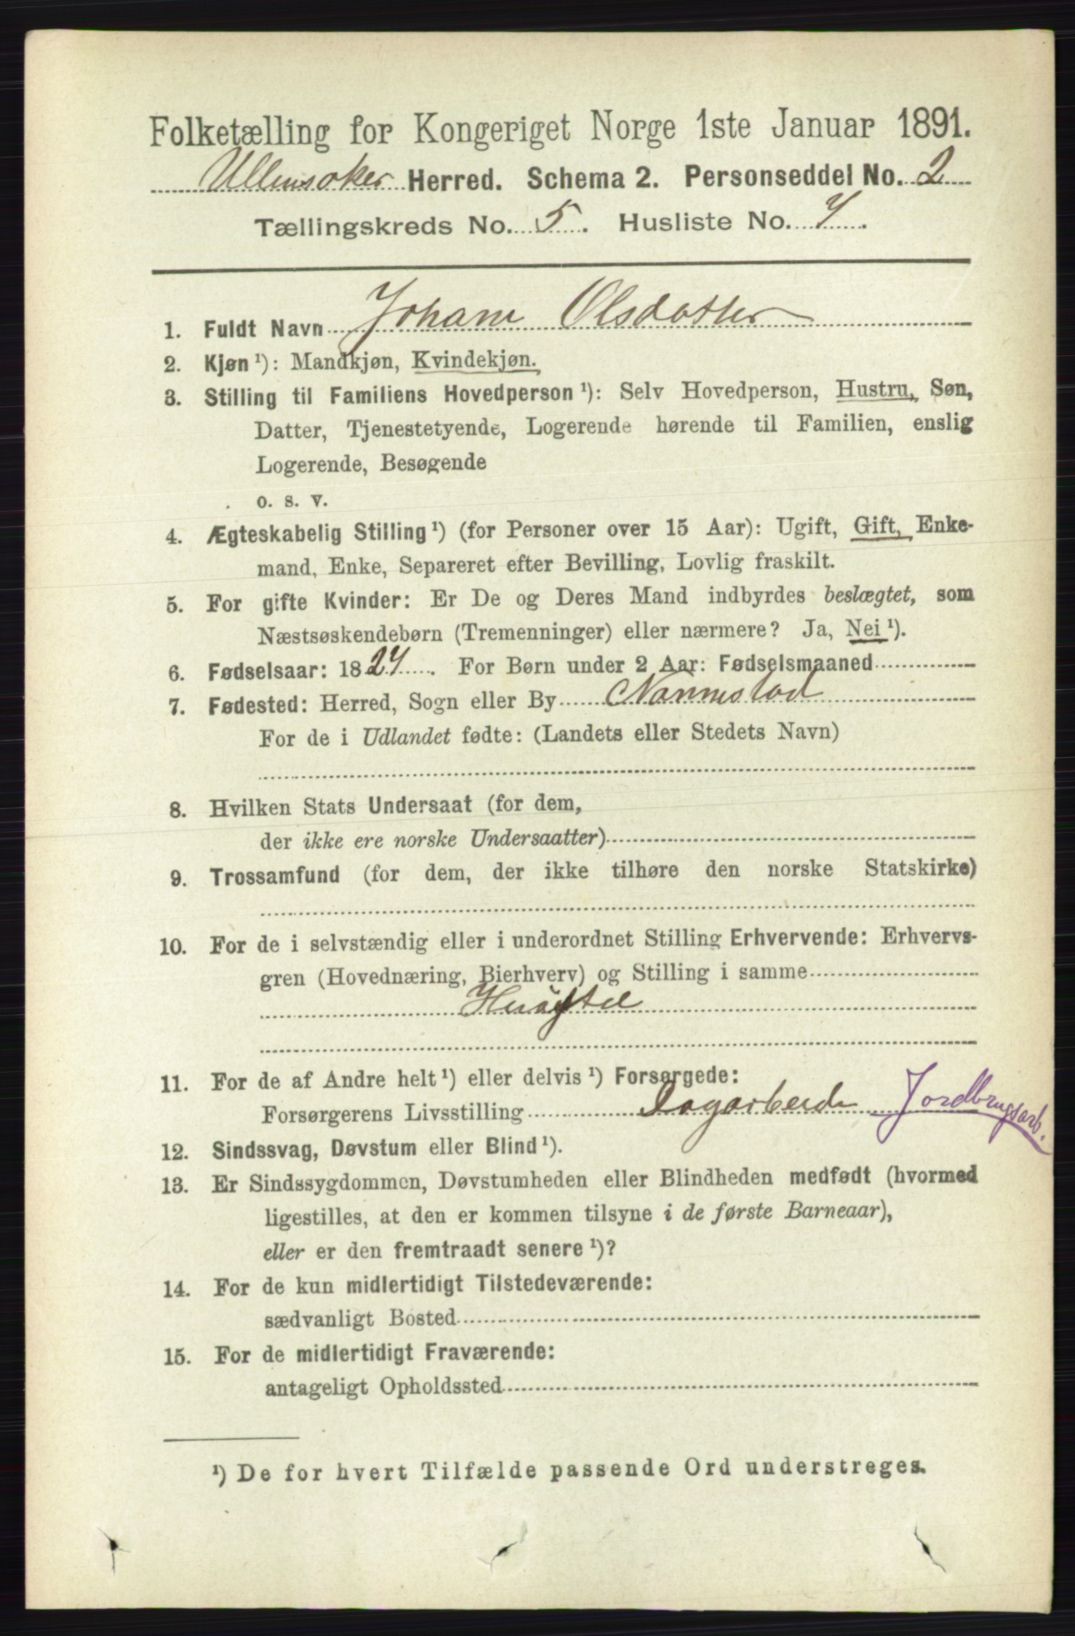 Folketælling for Kongeriget Norge 1ste Januar 1891.
Ullensaker Herred. Schema 2. Personseddel No. 2
Tællingskreds No. 5. Husliste No. 7.
1. Fuldt Navn Johane Olsdatter
2. Kjøn ¹): Mandkjøn, Kvindekjøn.
3. Stilling til Familiens Hovedperson ¹): Selv Hovedperson, Hustru, Søn,
Datter, Tjenestetyende, Logerende hørende til Familien, enslig
Logerende, Besøgende
o. s. v.
4. Ægteskabelig Stilling ¹) (for Personer over 15 Aar): Ugift, Gift, Enke-
mand, Enke, Separeret efter Bevilling, Lovlig fraskilt.
5. For gifte Kvinder: Er De og Deres Mand indbyrdes beslægtet, som
Næstsøskendebørn (Tremenninger) eller nærmere? Ja, Nei ¹).
6. Fødselsaar: 1827. For Børn under 2 Aar: Fødselsmaaned
7. Fødested: Herred, Sogn eller By Nannestad
For de i Udlandet fødte: (Landets eller Stedets Navn)
8. Hvilken Stats Undersaat (for dem,
der ikke ere norske Undersaatter)
9. Trossamfund (for dem, der ikke tilhøre den norske Statskirke)
10. For de i selvstændig eller i underordnet Stilling Erhvervende: Erhvervs-
gren (Hovednæring, Bierhverv) og Stilling i samme
11. For de af Andre helt ¹) eller delvis ¹) Forsørgede:
Forsørgerens Livsstilling Dagarbeide Jordbrugsarb.
12. Sindssvag, Døvstum eller Blind ¹).
13. Er Sindssygdommen, Døvstumheden eller Blindheden medfødt (hvormed
ligestilles, at den er kommen tilsyne i de første Barneaar),
eller er den fremtraadt senere ¹)?
14. For de kun midlertidigt Tilstedeværende:
sædvanligt Bosted
15. For de midlertidigt Fraværende:
antageligt Opholdssted
¹) De for hvert Tilfælde passende Ord understreges.